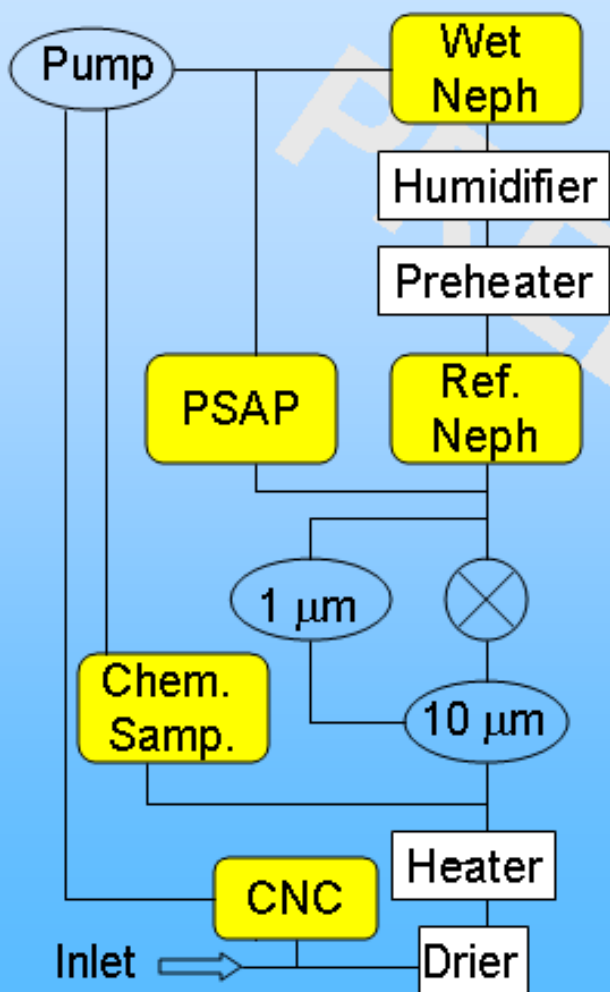 Pump
Wet
Neph
Humidifier
Preheater
PSAP
Ref.
Neph
1 μm
Chem.
Samp.
10 μm
Heater
CNC
Inlet
Drier